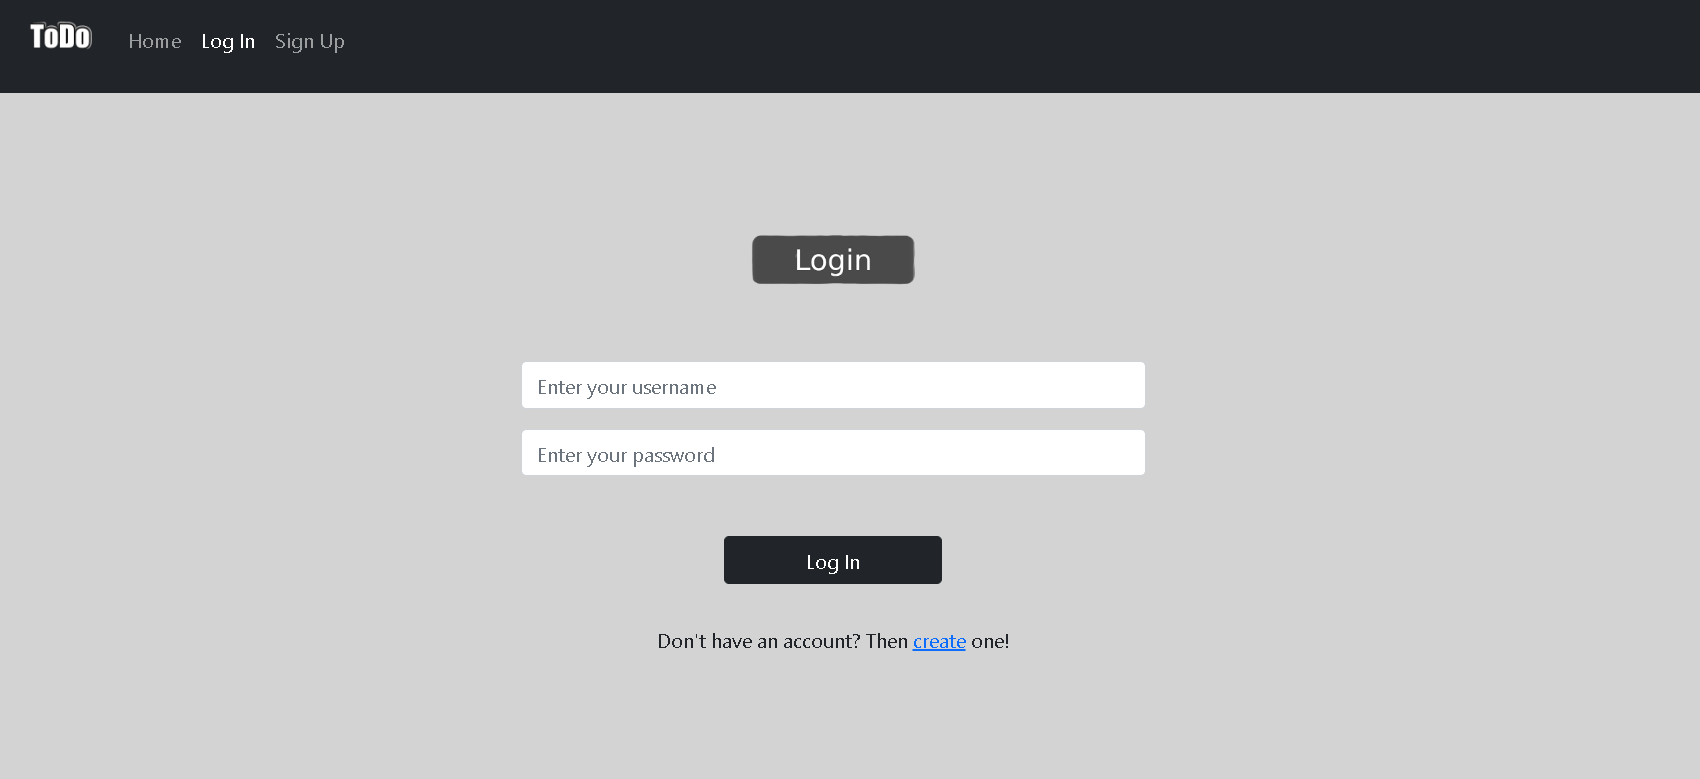 ToDo Home Log In Sign Up
Login
Enter your username
Enter your password
Log In
Don't have an account? Then create one!